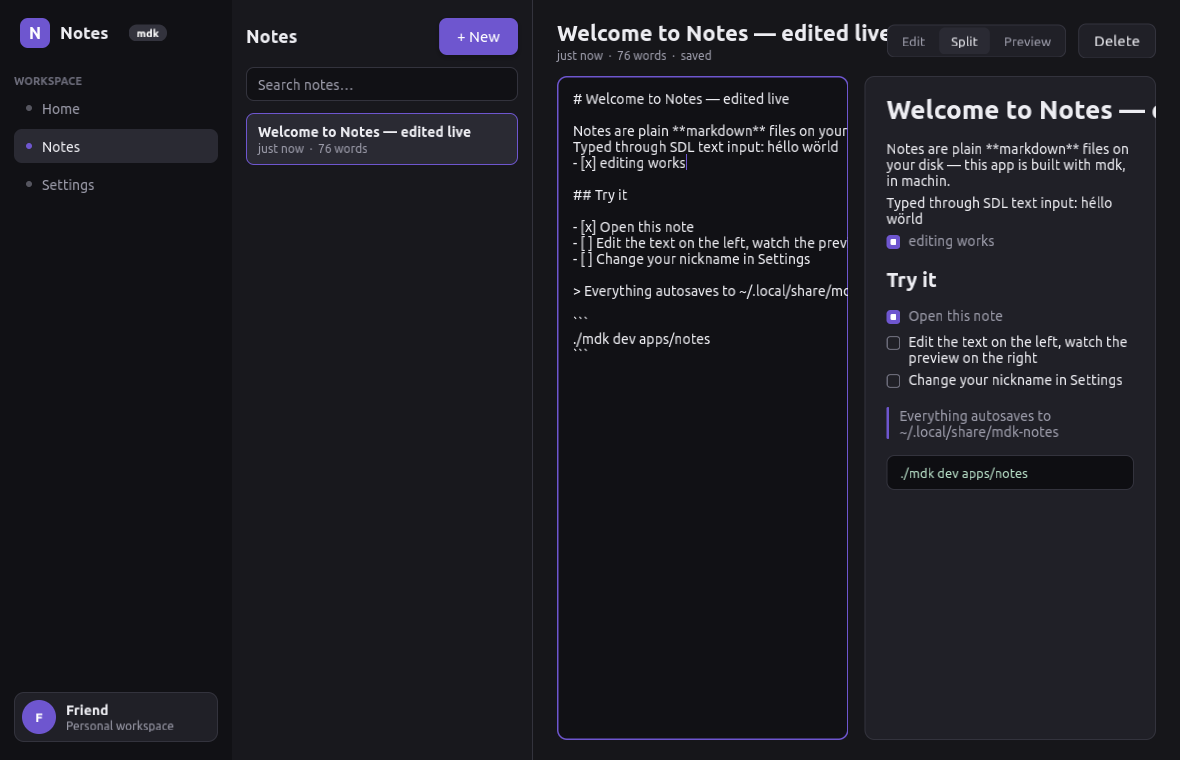 N Notes mdk
WORKSPACE
Home
Notes
Settings
F
Friend
Personal workspace
Notes
+ New
Search notes...
Welcome to Notes — edited live
just now · 76 words
Welcome to Notes — edited live
just now · 76 words · saved
Edit Split Preview
Delete
# Welcome to Notes — edited live
Notes are plain **markdown** files on your
Typed through SDL text input: héllo wörld
- [x] editing works
## Try it
- [x] Open this note
- [ ] Edit the text on the left, watch the prev
- [ ] Change your nickname in Settings
> Everything autosaves to ~/.local/share/md
```
./mdk dev apps/notes
```
Welcome to Notes —
Notes are plain **markdown** files on
your disk — this app is built with mdk,
in machin.
Typed through SDL text input: héllo
wörld
editing works
Try it
Open this note
Edit the text on the left, watch the
preview on the right
Change your nickname in Settings
Everything autosaves to
~/.local/share/mdk-notes
./mdk dev apps/notes